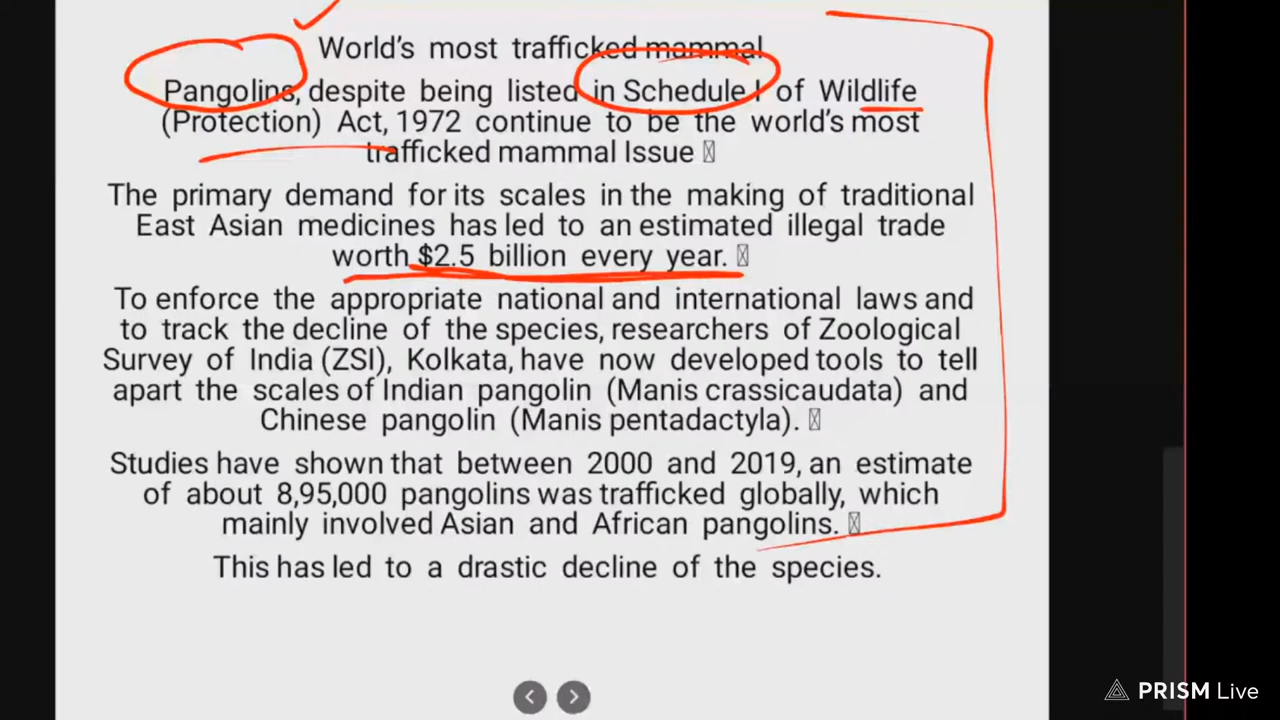 World's most trafficked mammal
Pangolins, despite being listed in Schedule I of Wildlife
(Protection) Act, 1972 continue to be the world's most
trafficked mammal Issue
The primary demand for its scales in the making of traditional
East Asian medicines has led to an estimated illegal trade
worth $2.5 billion every year.
To enforce the appropriate national and international laws and
to track the decline of the species, researchers of Zoological
Survey of India (ZSI), Kolkata, have now developed tools to tell
apart the scales of Indian pangolin (Manis crassicaudata) and
Chinese pangolin (Manis pentadactyla).
Studies have shown that between 2000 and 2019, an estimate
of about 8,95,000 pangolins was trafficked globally, which
mainly involved Asian and African pangolins.
This has led to a drastic decline of the species.
PRISM Live